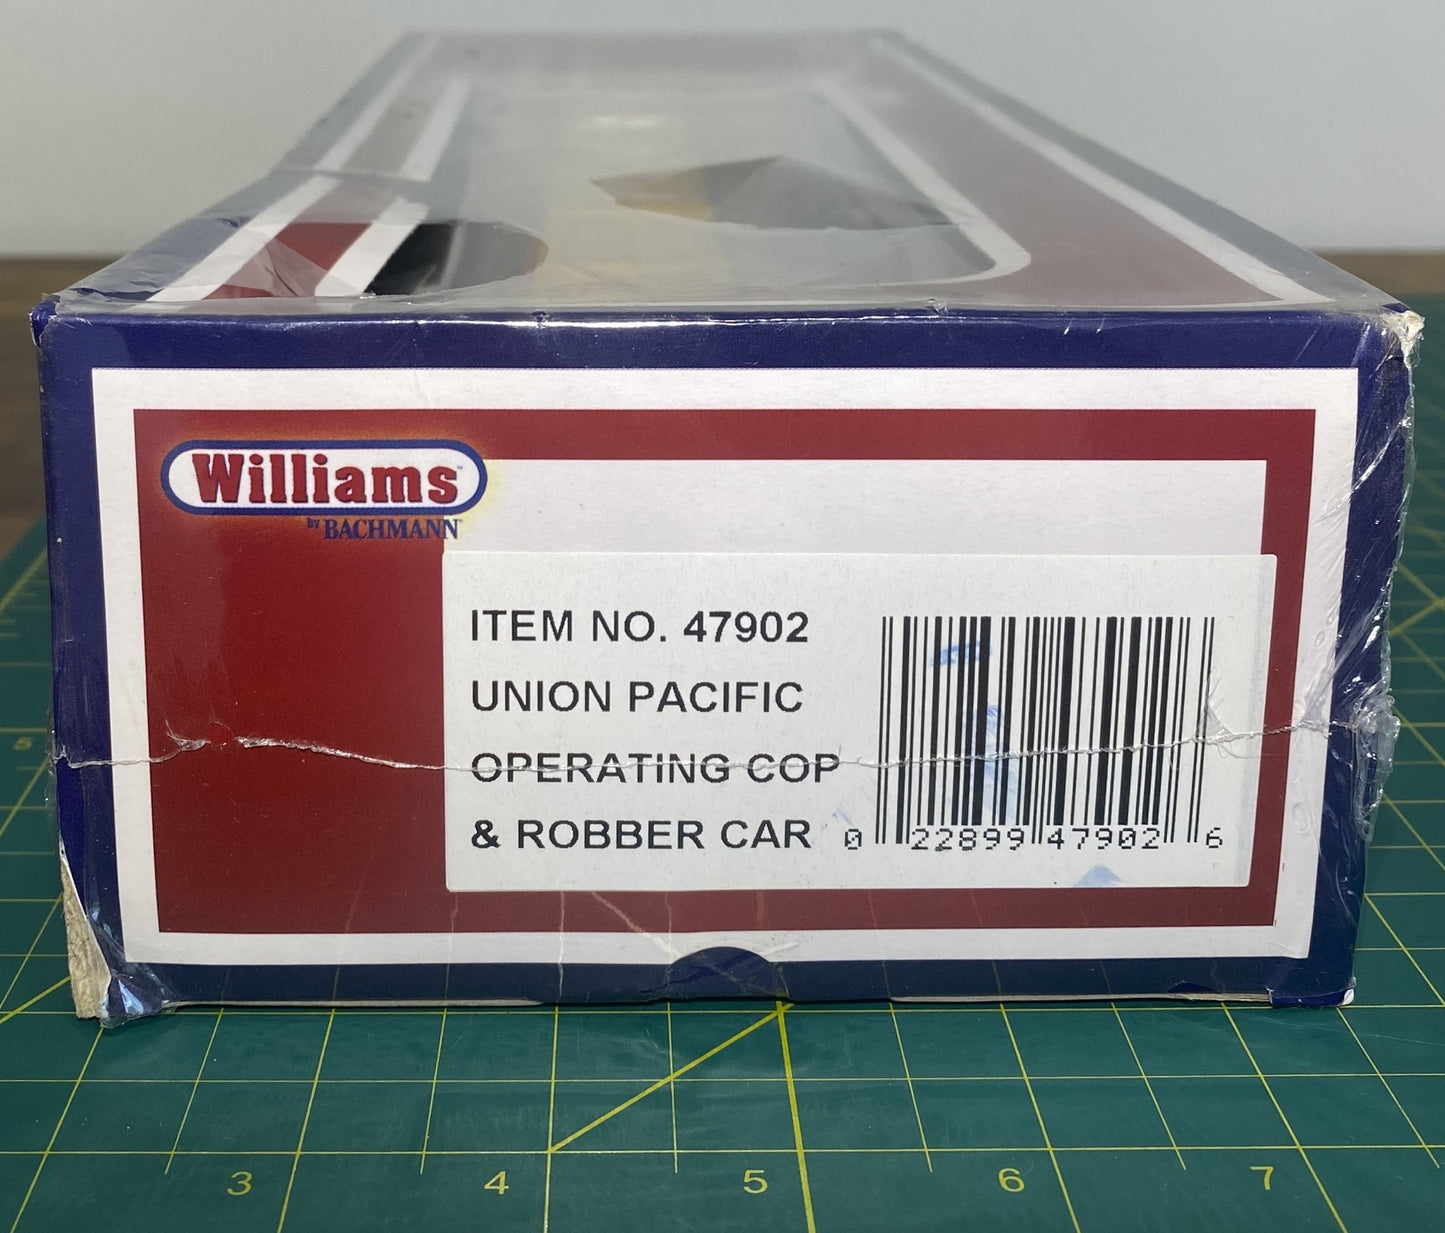 Williams
BY BACHMANN
ITEM NO. 47902
UNION PACIFIC
OPERATING COP
& ROBBER CAR
0 22899 47902 6
5
3 4 5 6 7